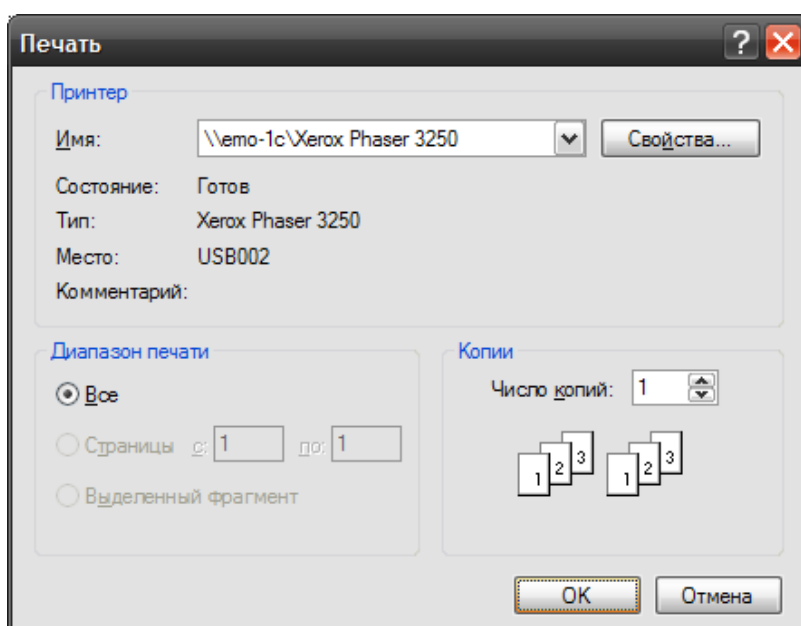 Печать
Принтер
Имя: \\emo-1c\Xerox Phaser 3250 Свойства...
Состояние: Готов
Тип: Xerox Phaser 3250
Место: USB002
Комментарий:
Диапазон печати
Все
Страницы с: 1 по: 1
Выделенный фрагмент
Копии
Число копий: 1
1 2 3 1 2 3
OK Отмена